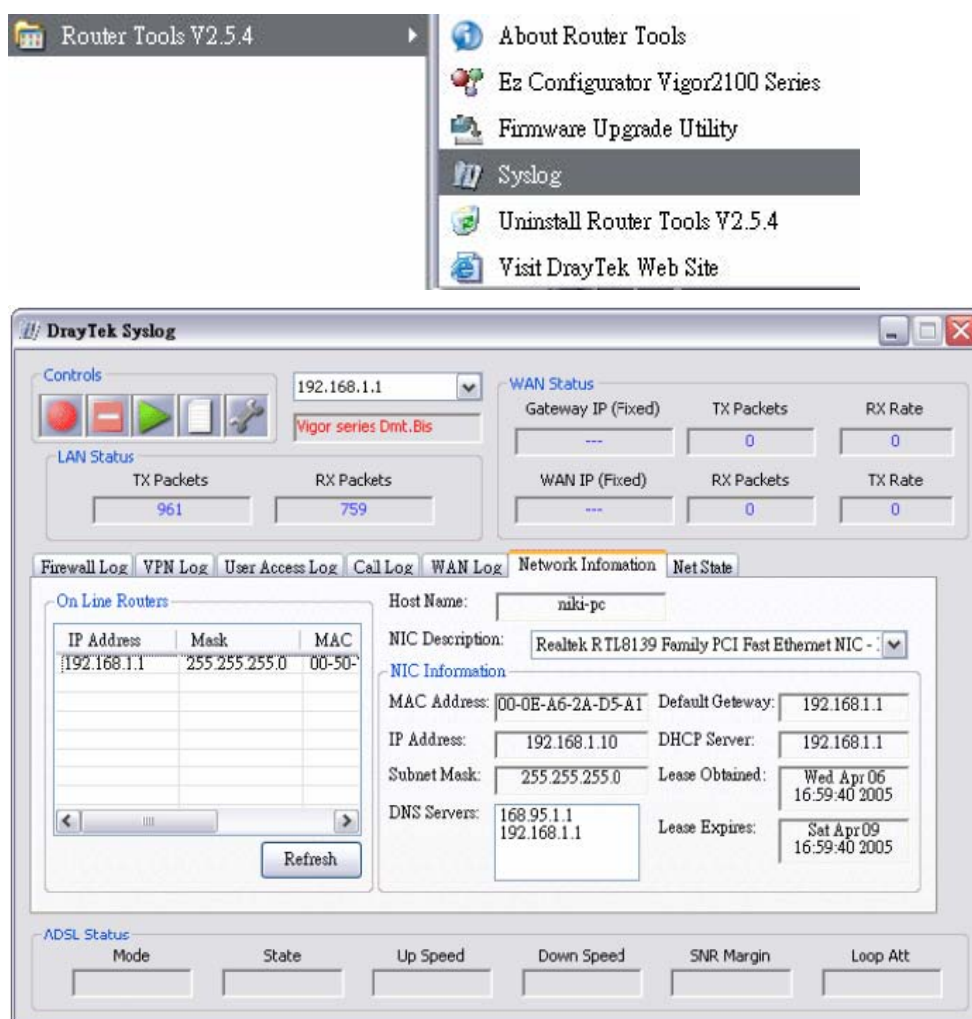 Router Tools V2.5.4
About Router Tools
Ez Configurator Vigor2100 Series
Firmware Upgrade Utility
Syslog
Uninstall Router Tools V2.5.4
Visit DrayTek Web Site
DrayTek Syslog
Controls
192.168.1.1
Vigor series Dmt.Bis
WAN Status
Gateway IP (Fixed) TX Packets RX Rate
--- 0 0
WAN IP (Fixed) RX Packets TX Rate
--- 0 0
LAN Status
TX Packets RX Packets
961 759
Firewall Log VPN Log User Access Log Call Log WAN Log Network Infomation Net State
On Line Routers
IP Address Mask MAC
192.168.1.1 255.255.255.0 00-50-
Refresh
Host Name: niki-pc
NIC Description: Realtek RTL8139 Family PCI Fast Ethernet NIC -
NIC Information
MAC Address: 00-0E-A6-2A-D5-A1 Default Geteway: 192.168.1.1
IP Address: 192.168.1.10 DHCP Server: 192.168.1.1
Subnet Mask: 255.255.255.0 Lease Obtained: Wed Apr 06
16:59:40 2005
DNS Servers: 168.95.1.1
192.168.1.1
Lease Expires: Sat Apr 09
16:59:40 2005
ADSL Status
Mode State Up Speed Down Speed SNR Margin Loop Att